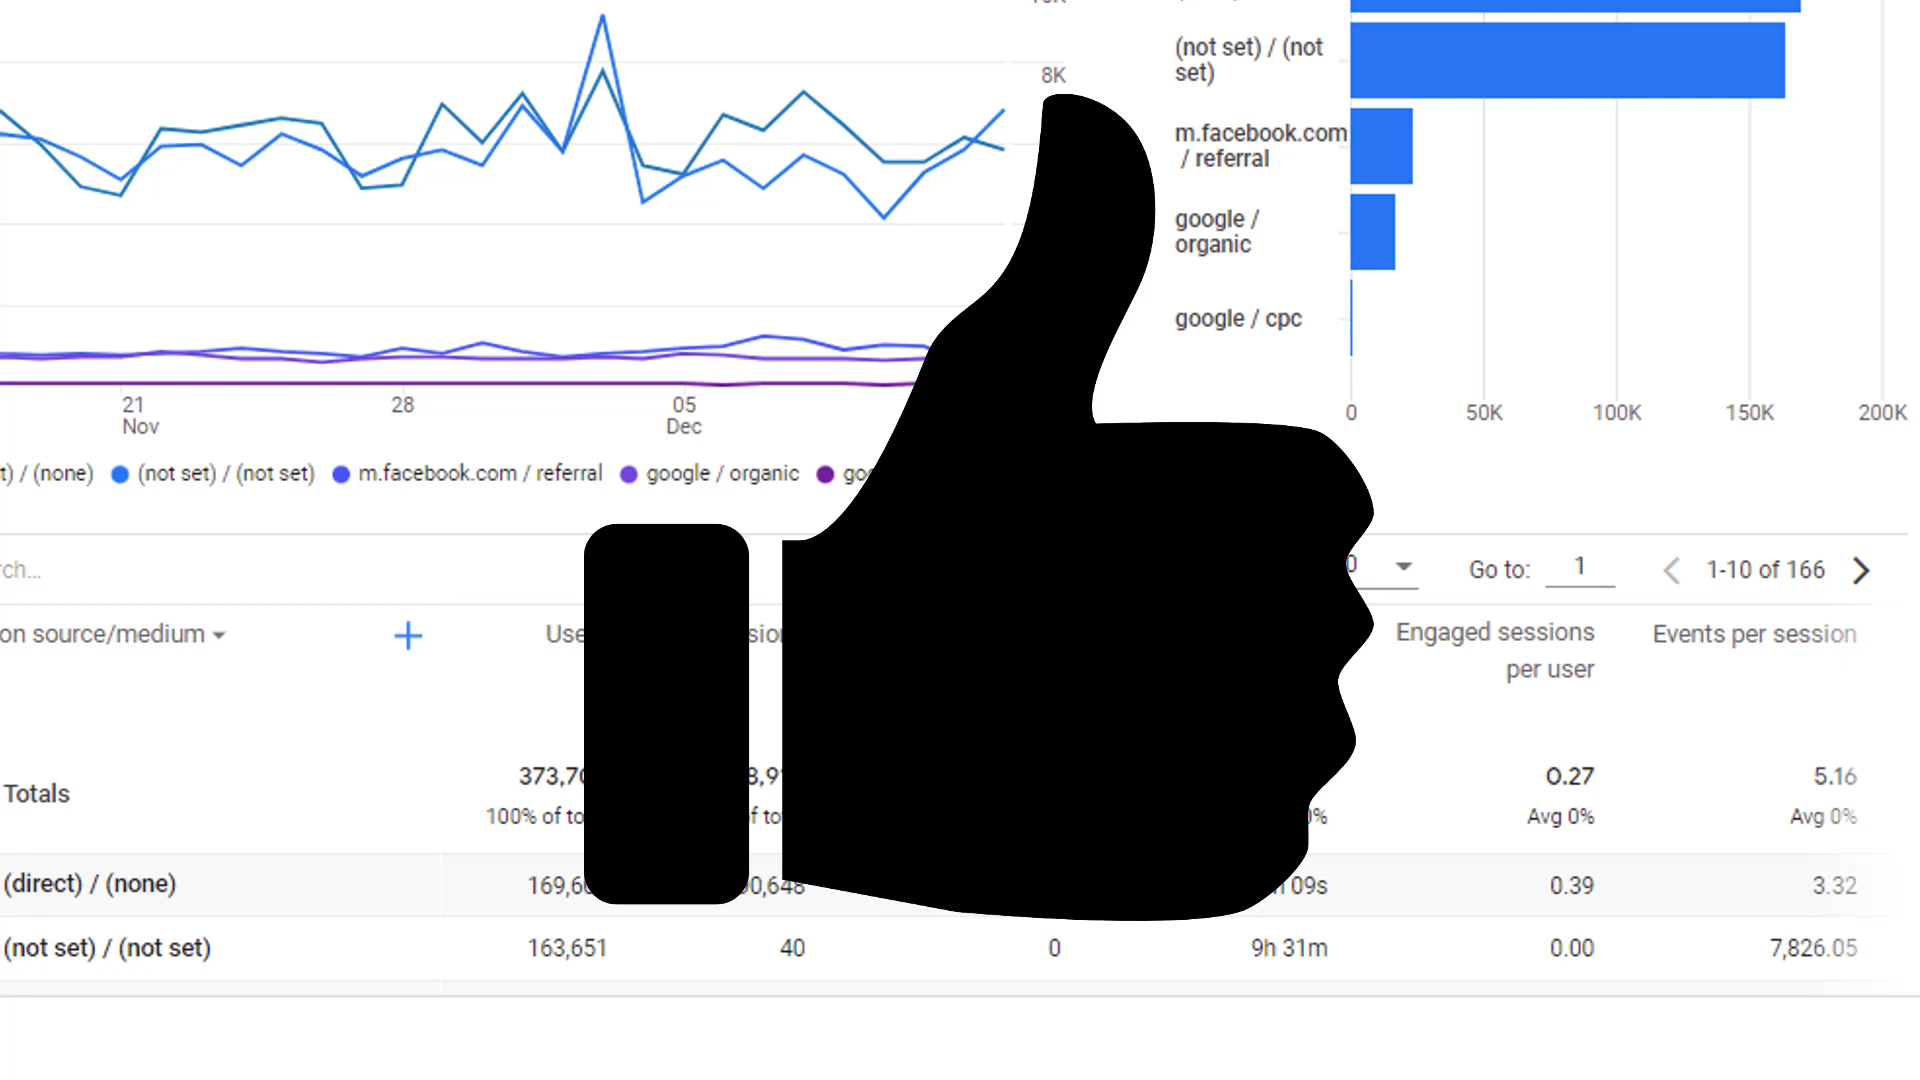 8K
21
Nov
28
05
Dec
(none)
(not set) / (not set)
m.facebook.com / referral
google / organic
(not set) / (not
set)
m.facebook.com
/ referral
google /
organic
google / cpc
0
50K
100K
150K
200K
Go to:
1
1-10 of 166
source/medium
Engaged sessions
per user
Events per session
Totals
100% of
0.27
Avg 0%
5.16
Avg 0%
(direct) / (none)
09s
0.39
3.32
(not set) / (not set)
163,651
40
0
9h 31m
0.00
7,826.05